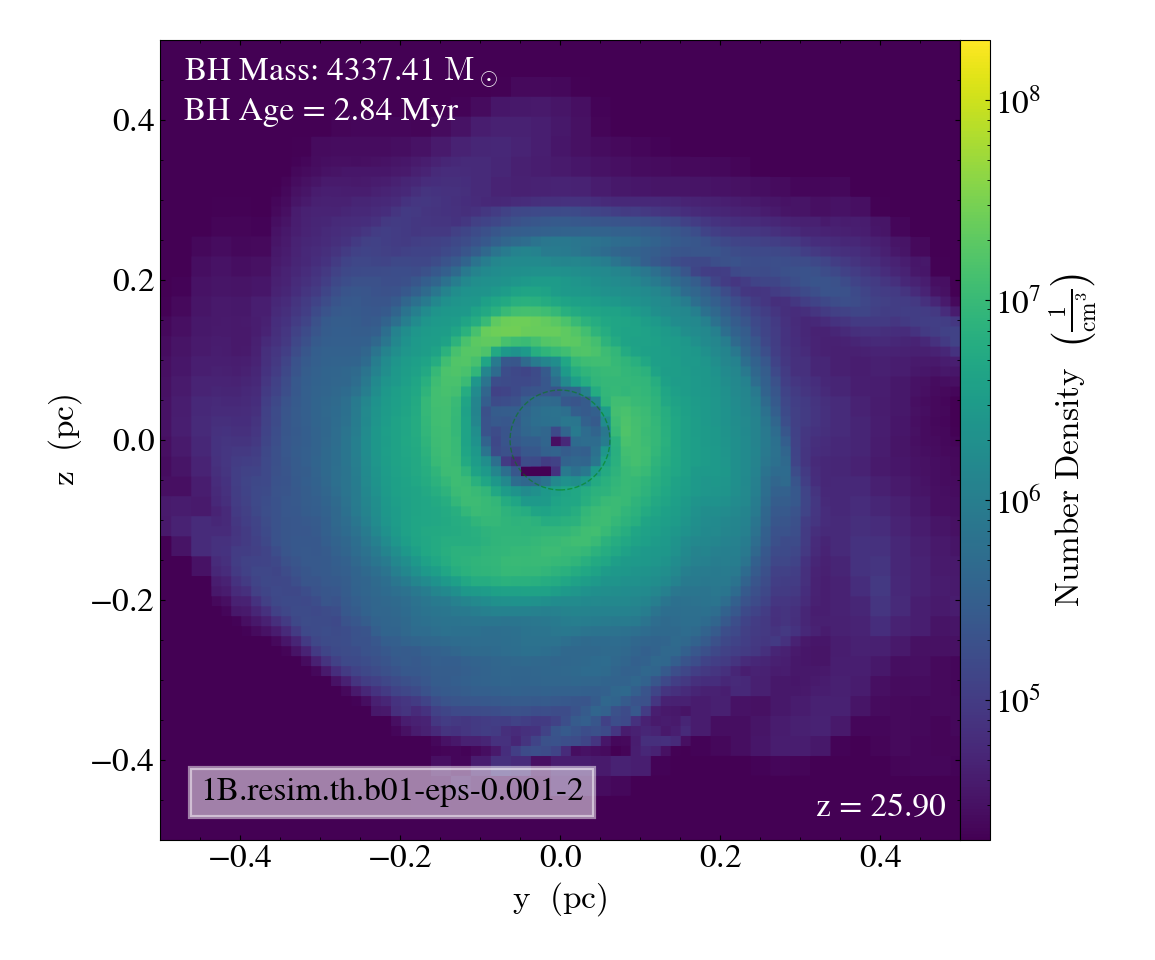 BH Mass: 4337.41 M⊙
BH Age = 2.84 Myr
0.4
0.2
0.0
−0.2
−0.4
z (pc)
1B.resim.th.b01-eps-0.001-2
z = 25.90
−0.4 −0.2 0.0 0.2 0.4
y (pc)
10⁸
10⁷
10⁶
10⁵
Number Density (1/cm³)